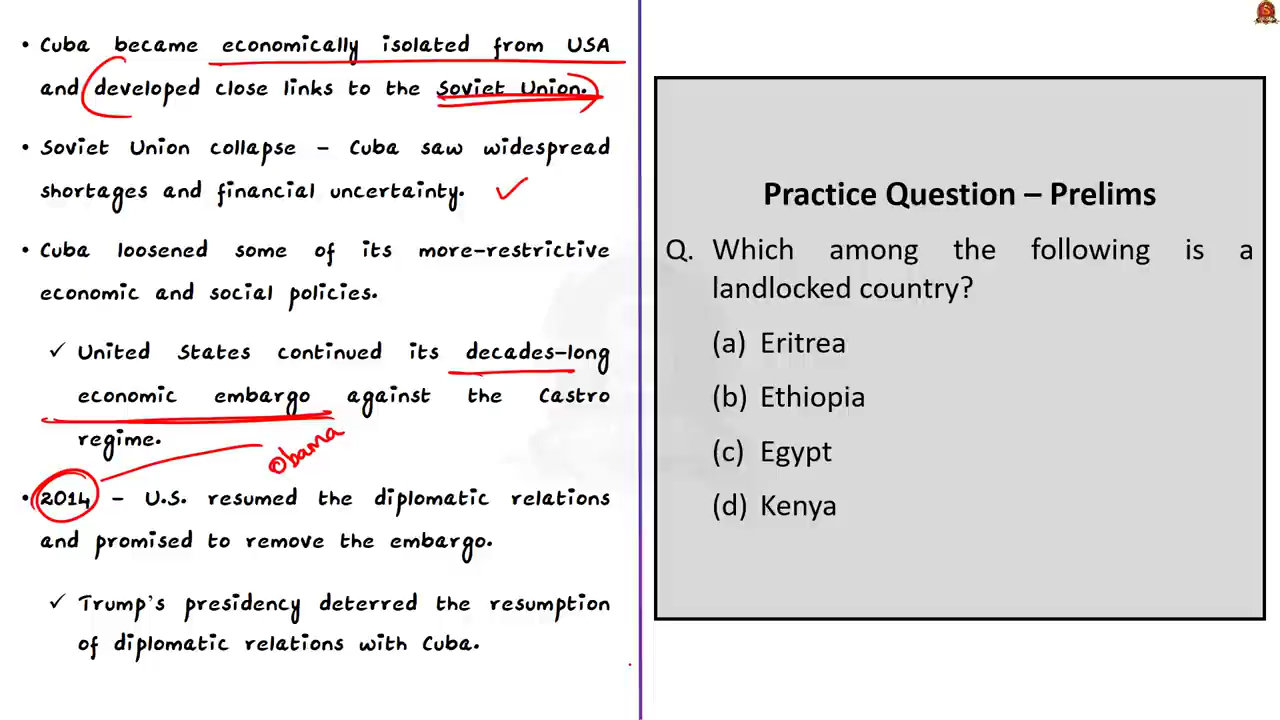 • Cuba became economically isolated from USA
and developed close links to the Soviet Union.
• Soviet Union collapse – Cuba saw widespread
shortages and financial uncertainty. ✓
• Cuba loosened some of its more-restrictive
economic and social policies.
✓ United States continued its decades-long
economic embargo against the Castro
regime.
Obama
• 2014 – U.S. resumed the diplomatic relations
and promised to remove the embargo.
✓ Trump's presidency deterred the resumption
of diplomatic relations with Cuba.
Practice Question – Prelims
Q. Which among the following is a
landlocked country?
(a) Eritrea
(b) Ethiopia
(c) Egypt
(d) Kenya